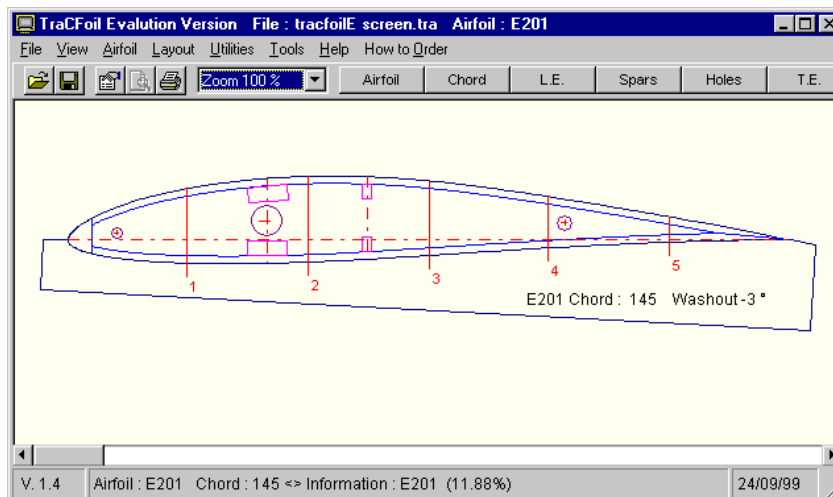 TraCFoil Evalution Version File : tracfoilE screen.tra Airfoil : E201
File View Airfoil Layout Utilities Tools Help How to Order
Zoom 100 % Airfoil Chord L.E. Spars Holes T.E.
1 2 3 4 5
E201 Chord : 145 Washout -3 °
V. 1.4 Airfoil : E201 Chord : 145 <> Information : E201 (11.88%) 24/09/99